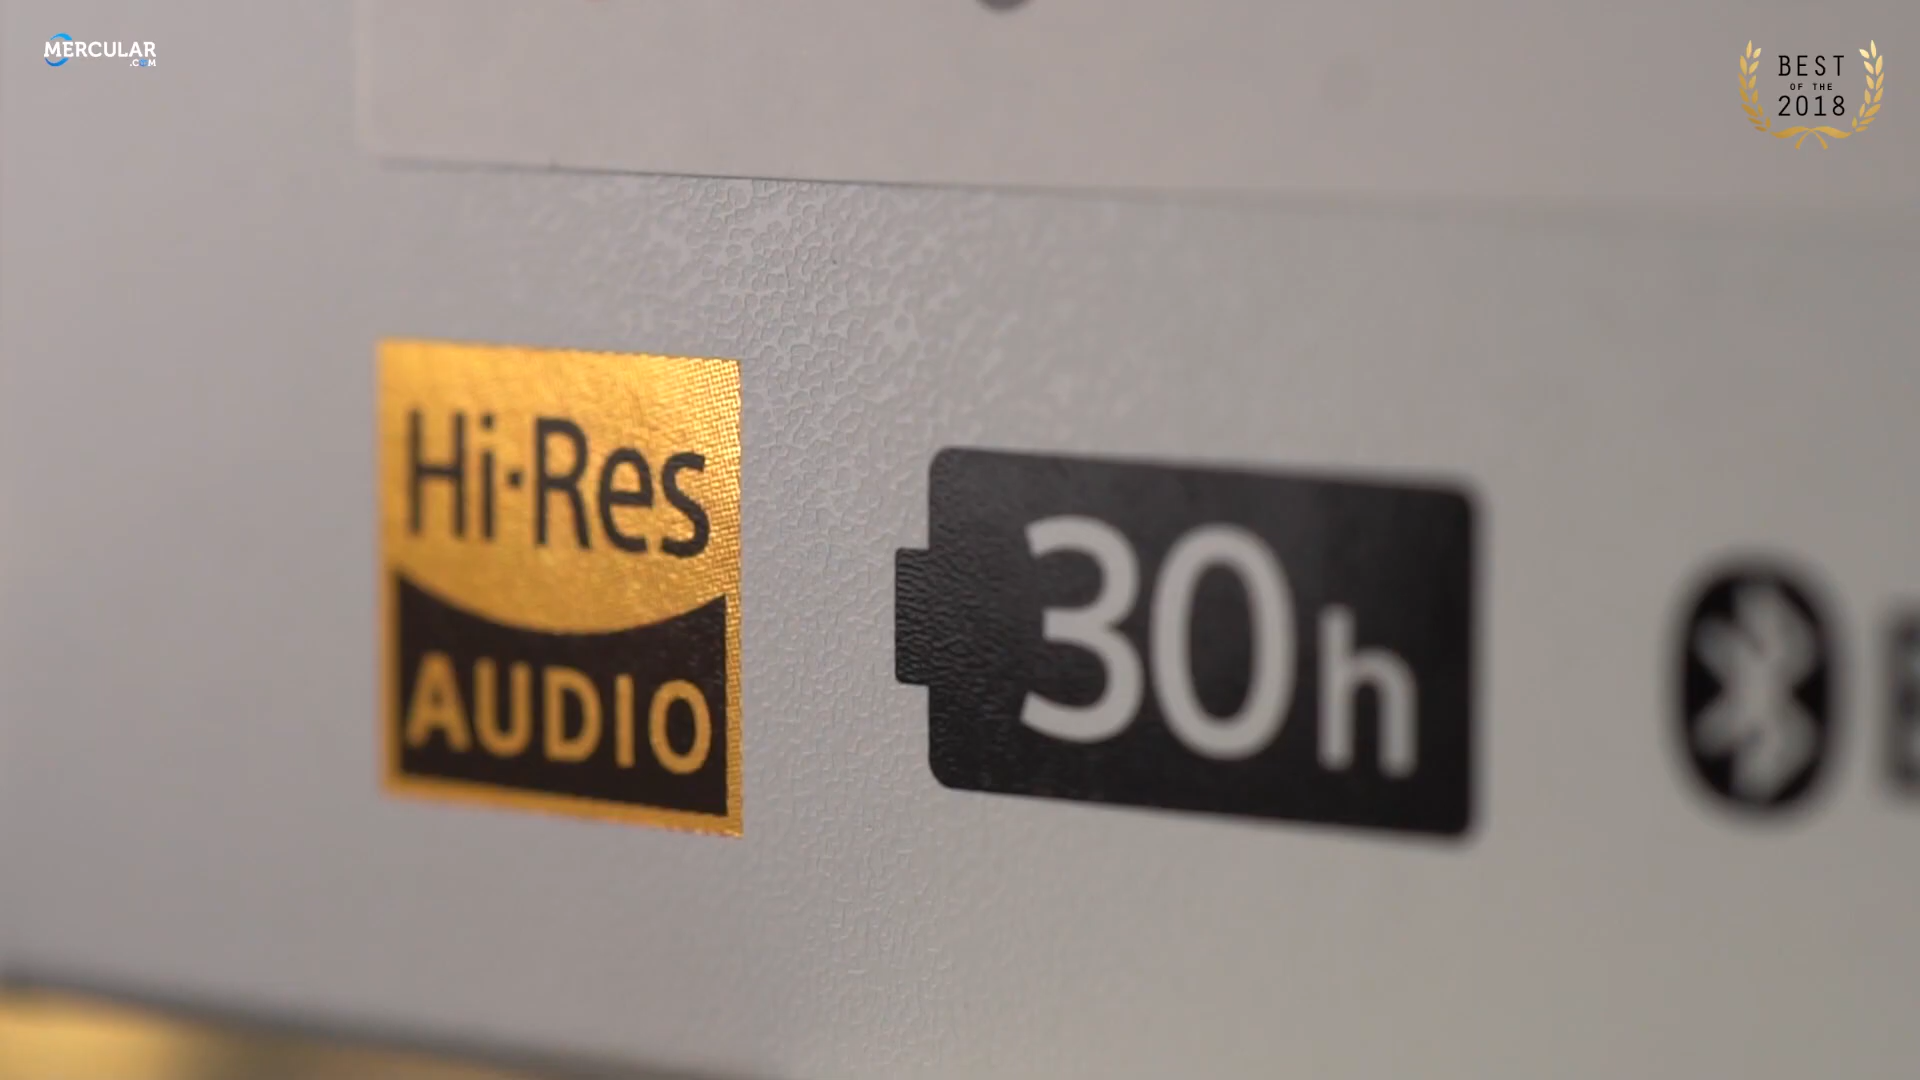 MERCULAR
.COM
BEST
OF THE
2018
Hi-Res
AUDIO
30h